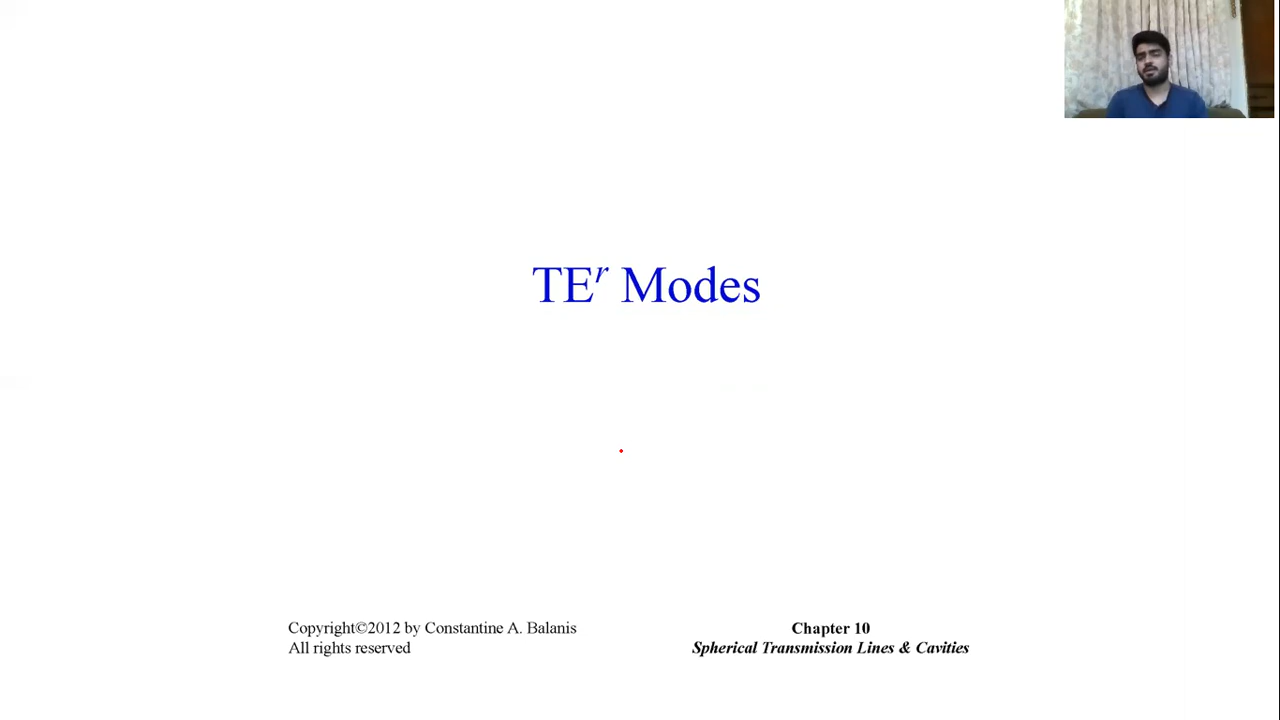 TEʳ Modes
Copyright©2012 by Constantine A. Balanis
All rights reserved
Chapter 10
Spherical Transmission Lines & Cavities